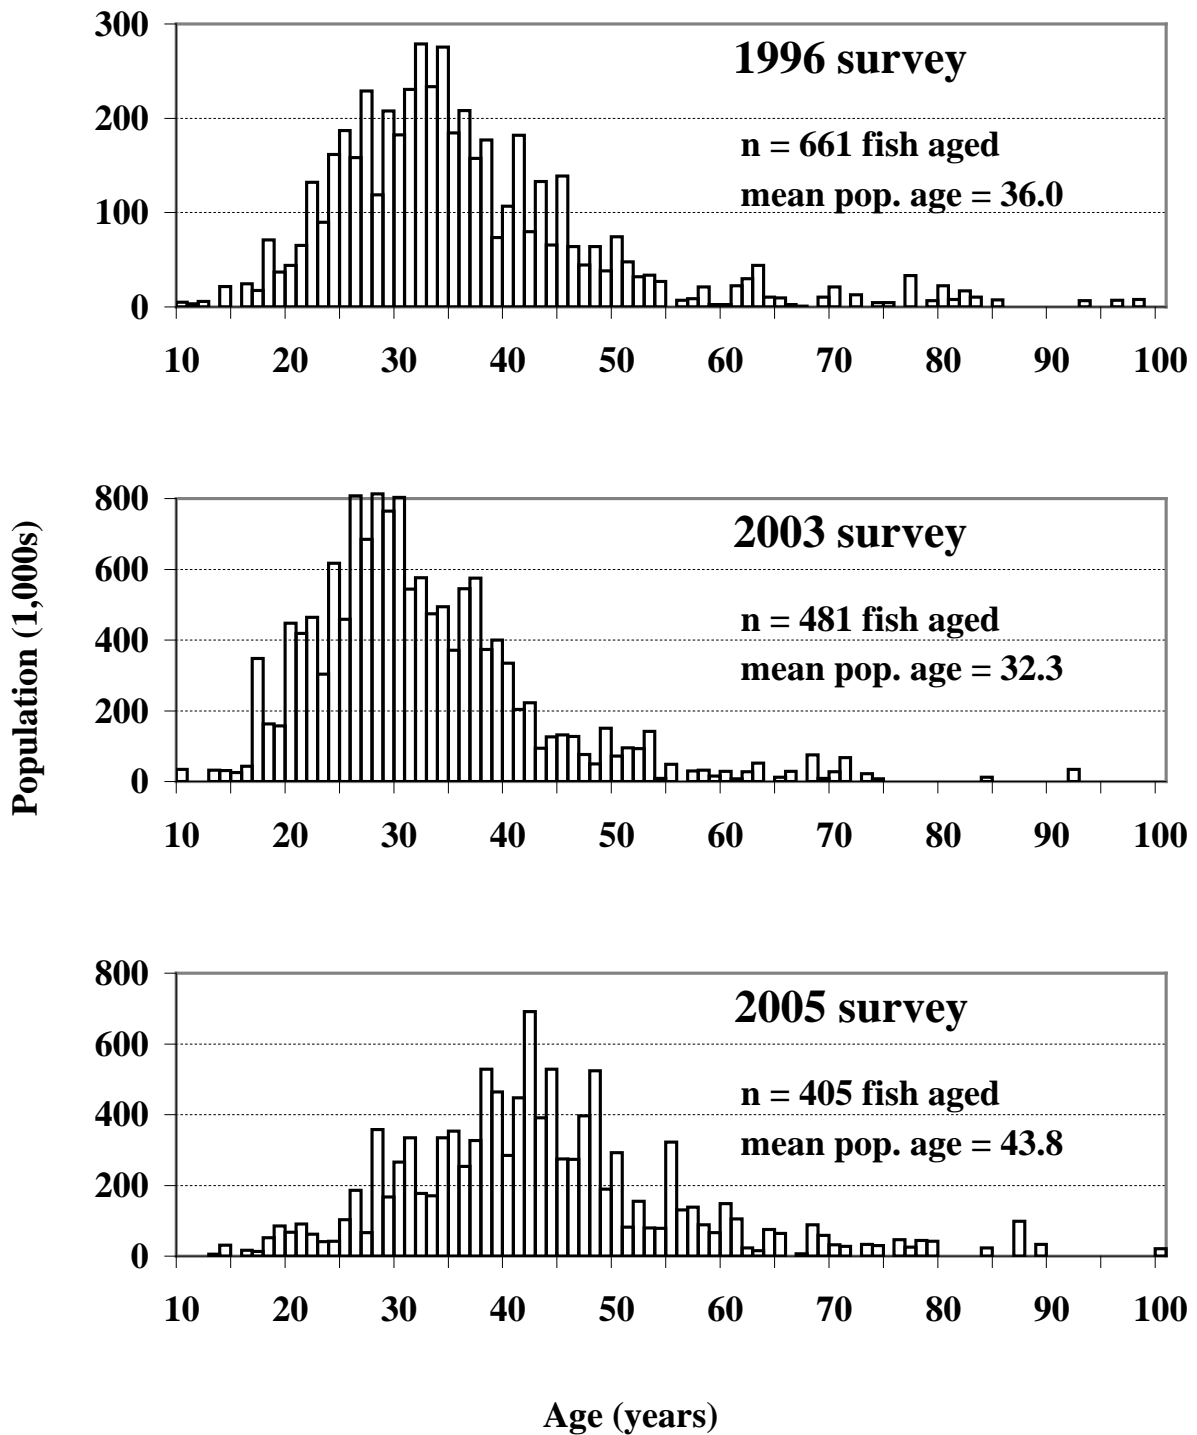 300
1996 survey
200
n = 661 fish aged
mean pop. age = 36.0
100
0
10 20 30 40 50 60 70 80 90 100
800
2003 survey
600
n = 481 fish aged
400
mean pop. age = 32.3
200
0
10 20 30 40 50 60 70 80 90 100
Population (1,000s)
800
2005 survey
600
n = 405 fish aged
400
mean pop. age = 43.8
200
0
10 20 30 40 50 60 70 80 90 100
Age (years)